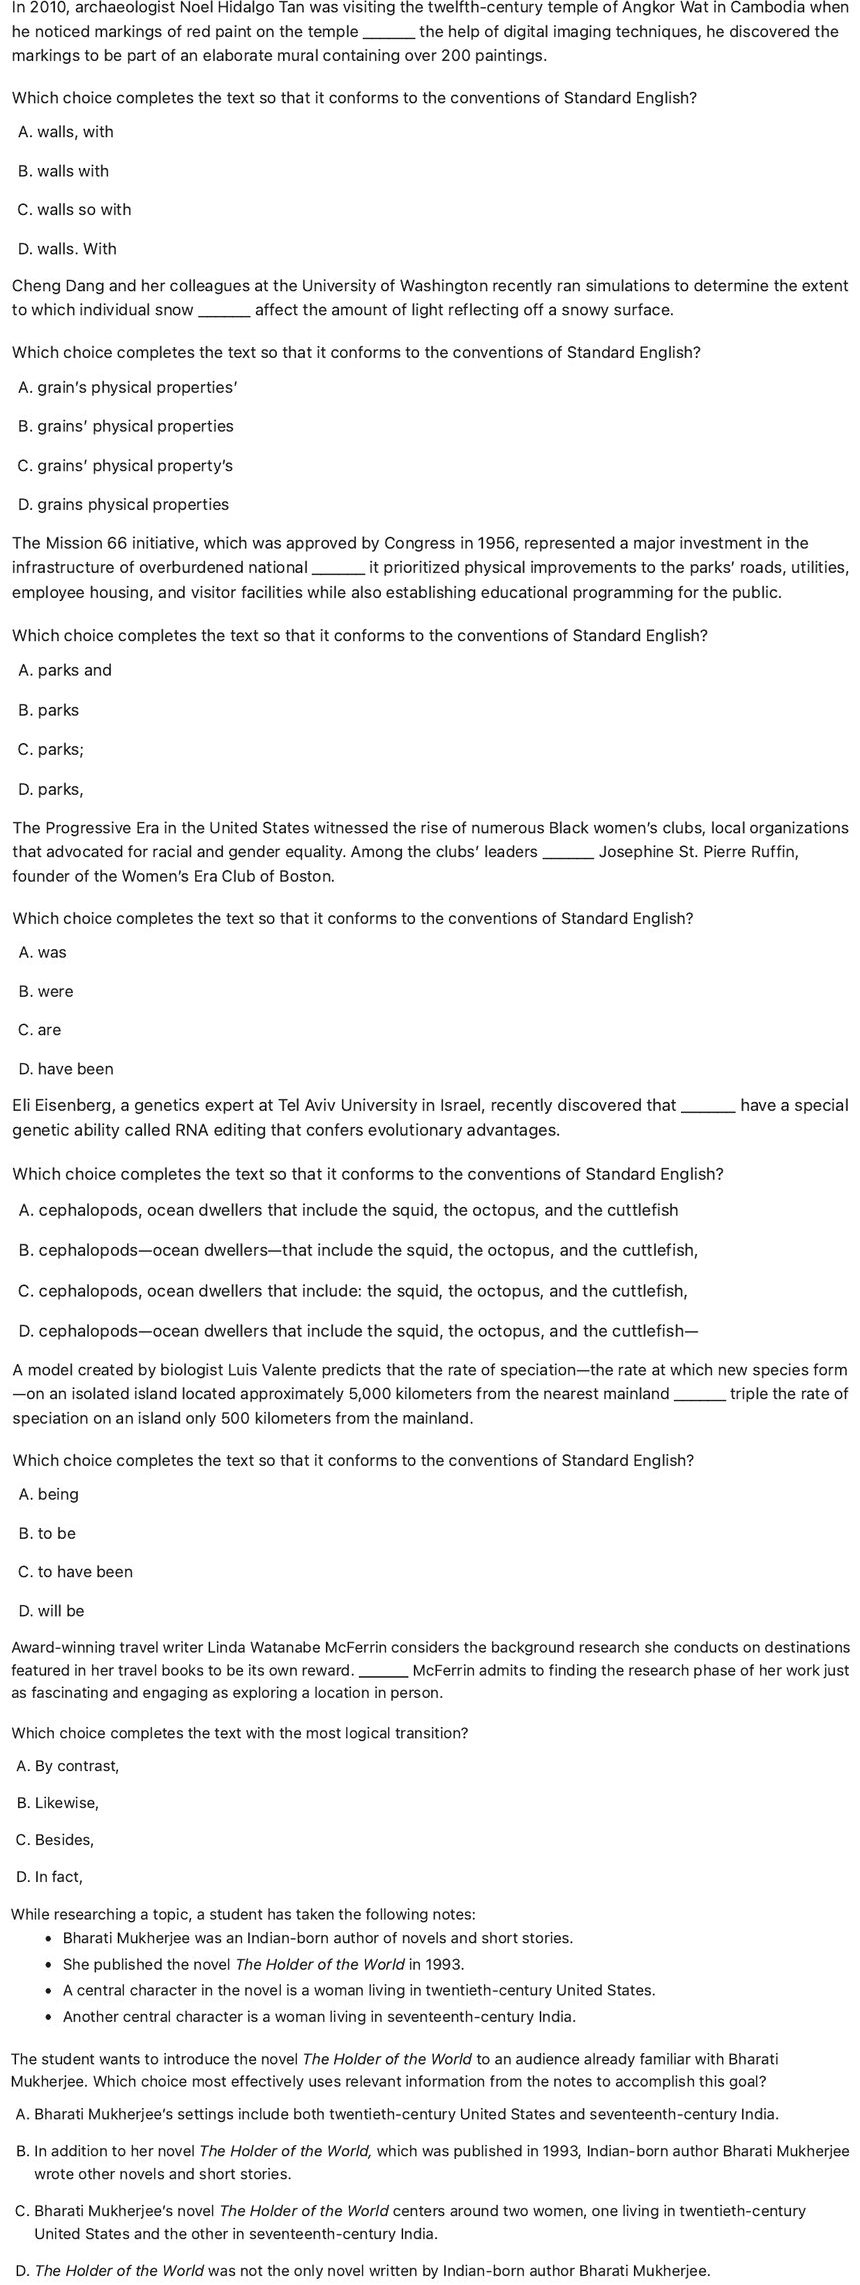 In 2010, archaeologist Noel Hidalgo Tan was visiting the twelfth-century temple of Angkor Wat in Cambodia when
he noticed markings of red paint on the temple ______ the help of digital imaging techniques, he discovered the
markings to be part of an elaborate mural containing over 200 paintings.
Which choice completes the text so that it conforms to the conventions of Standard English?
A. walls, with
B. walls with
C. walls so with
D. walls. With
Cheng Dang and her colleagues at the University of Washington recently ran simulations to determine the extent
to which individual snow ______ affect the amount of light reflecting off a snowy surface.
Which choice completes the text so that it conforms to the conventions of Standard English?
A. grain's physical properties'
B. grains' physical properties
C. grains' physical property's
D. grains physical properties
The Mission 66 initiative, which was approved by Congress in 1956, represented a major investment in the
infrastructure of overburdened national ______ it prioritized physical improvements to the parks' roads, utilities,
employee housing, and visitor facilities while also establishing educational programming for the public.
Which choice completes the text so that it conforms to the conventions of Standard English?
A. parks and
B. parks
C. parks;
D. parks,
The Progressive Era in the United States witnessed the rise of numerous Black women's clubs, local organizations
that advocated for racial and gender equality. Among the clubs' leaders ______ Josephine St. Pierre Ruffin,
founder of the Women's Era Club of Boston.
Which choice completes the text so that it conforms to the conventions of Standard English?
A. was
B. were
C. are
D. have been
Eli Eisenberg, a genetics expert at Tel Aviv University in Israel, recently discovered that ______ have a special
genetic ability called RNA editing that confers evolutionary advantages.
Which choice completes the text so that it conforms to the conventions of Standard English?
A. cephalopods, ocean dwellers that include the squid, the octopus, and the cuttlefish
B. cephalopods—ocean dwellers—that include the squid, the octopus, and the cuttlefish,
C. cephalopods, ocean dwellers that include: the squid, the octopus, and the cuttlefish,
D. cephalopods—ocean dwellers that include the squid, the octopus, and the cuttlefish—
A model created by biologist Luis Valente predicts that the rate of speciation—the rate at which new species form
—on an isolated island located approximately 5,000 kilometers from the nearest mainland ______ triple the rate of
speciation on an island only 500 kilometers from the mainland.
Which choice completes the text so that it conforms to the conventions of Standard English?
A. being
B. to be
C. to have been
D. will be
Award-winning travel writer Linda Watanabe McFerrin considers the background research she conducts on destinations
featured in her travel books to be its own reward. ______ McFerrin admits to finding the research phase of her work just
as fascinating and engaging as exploring a location in person.
Which choice completes the text with the most logical transition?
A. By contrast,
B. Likewise,
C. Besides,
D. In fact,
While researching a topic, a student has taken the following notes:
• Bharati Mukherjee was an Indian-born author of novels and short stories.
• She published the novel The Holder of the World in 1993.
• A central character in the novel is a woman living in twentieth-century United States.
• Another central character is a woman living in seventeenth-century India.
The student wants to introduce the novel The Holder of the World to an audience already familiar with Bharati
Mukherjee. Which choice most effectively uses relevant information from the notes to accomplish this goal?
A. Bharati Mukherjee's settings include both twentieth-century United States and seventeenth-century India.
B. In addition to her novel The Holder of the World, which was published in 1993, Indian-born author Bharati Mukherjee
wrote other novels and short stories.
C. Bharati Mukherjee's novel The Holder of the World centers around two women, one living in twentieth-century
United States and the other in seventeenth-century India.
D. The Holder of the World was not the only novel written by Indian-born author Bharati Mukherjee.